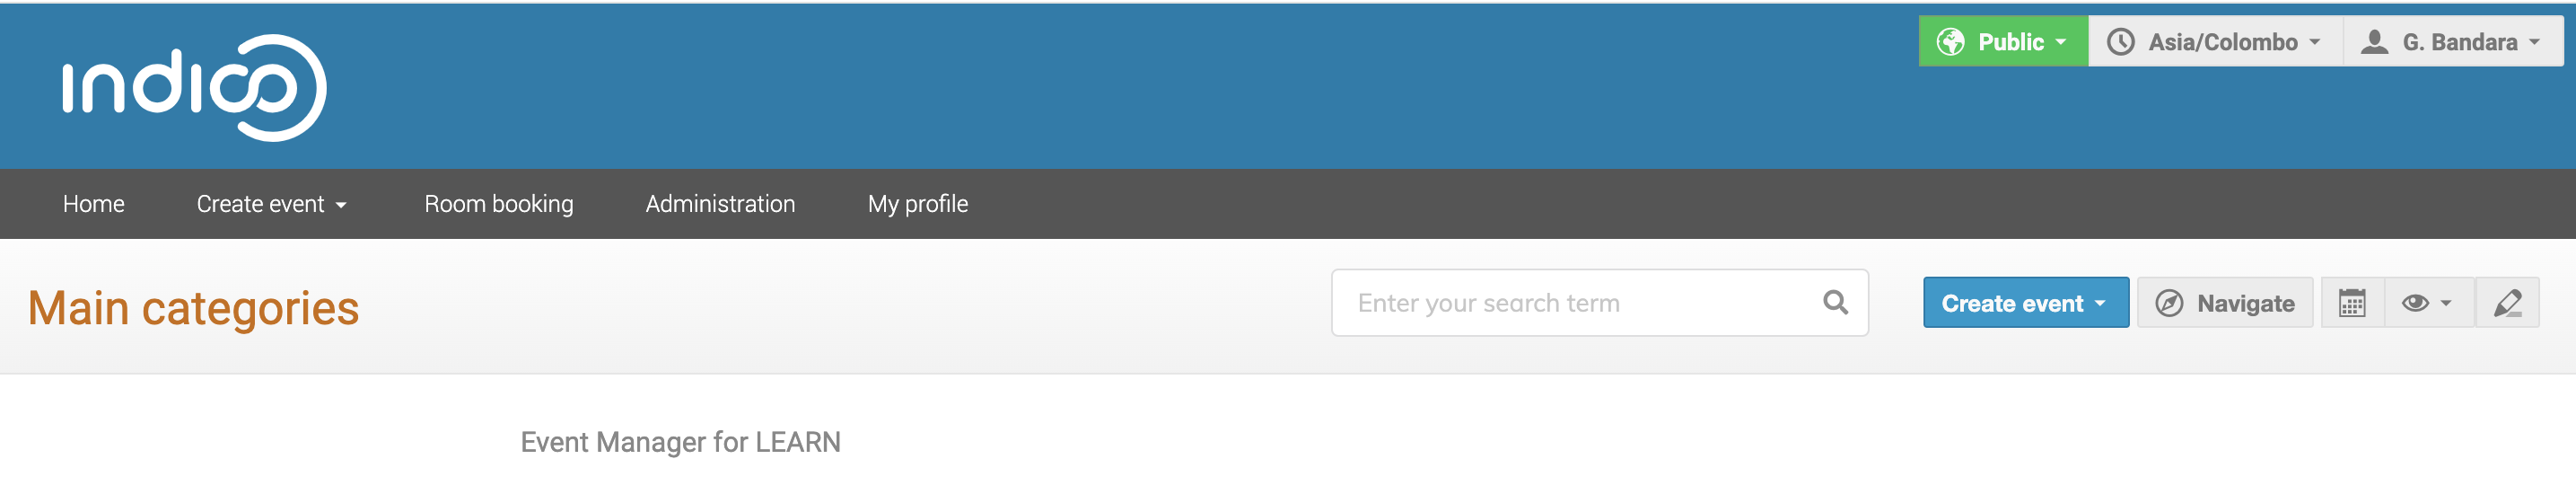 indico
Public
Asia/Colombo
G. Bandara
Home
Create event
Room booking
Administration
My profile
Main categories
Enter your search term
Create event
Navigate
Event Manager for LEARN